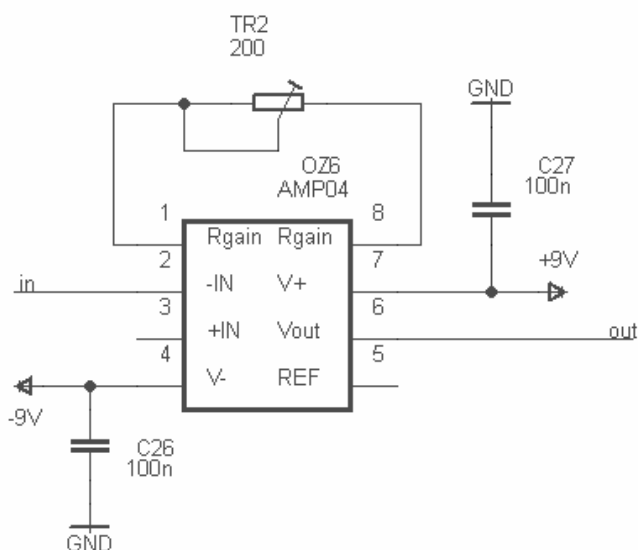 TR2
200
GND
C27
100n
OZ6
AMP04
1
8
Rgain Rgain
2
7
+9V
in
-IN V+
3
6
+IN Vout
out
4
5
V- REF
-9V
C26
100n
GND